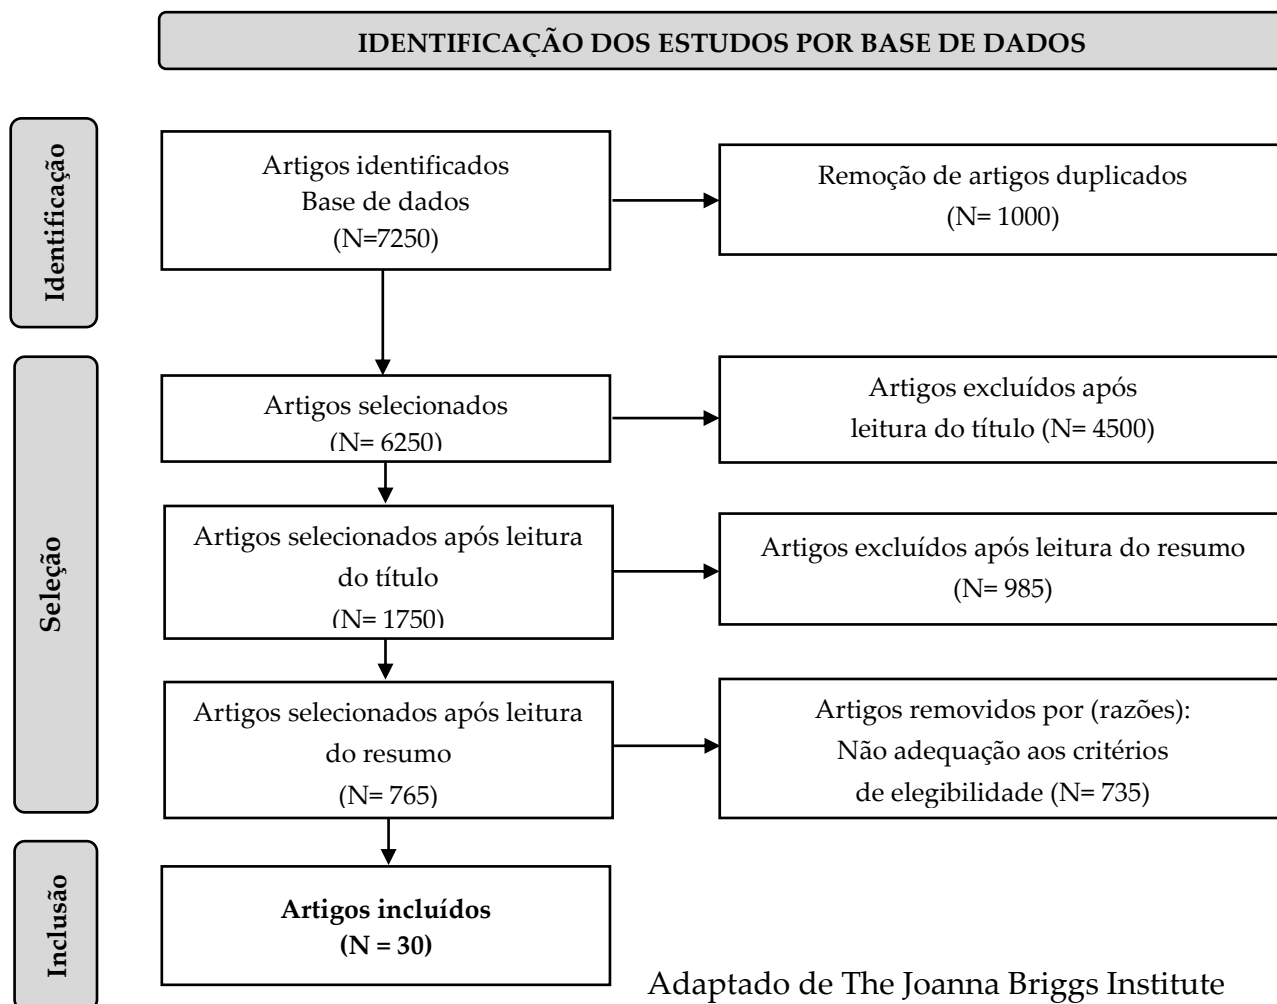 IDENTIFICAÇÃO DOS ESTUDOS POR BASE DE DADOS
Identificação
Artigos identificados
Base de dados
(N=7250)
Remoção de artigos duplicados
(N= 1000)
Seleção
Artigos selecionados
(N= 6250)
Artigos excluídos após
leitura do título (N= 4500)
Artigos selecionados após leitura
do título
(N= 1750)
Artigos excluídos após leitura do resumo
(N= 985)
Artigos selecionados após leitura
do resumo
(N= 765)
Artigos removidos por (razões):
Não adequação aos critérios
de elegibilidade (N= 735)
Inclusão
Artigos incluídos
(N = 30)
Adaptado de The Joanna Briggs Institute